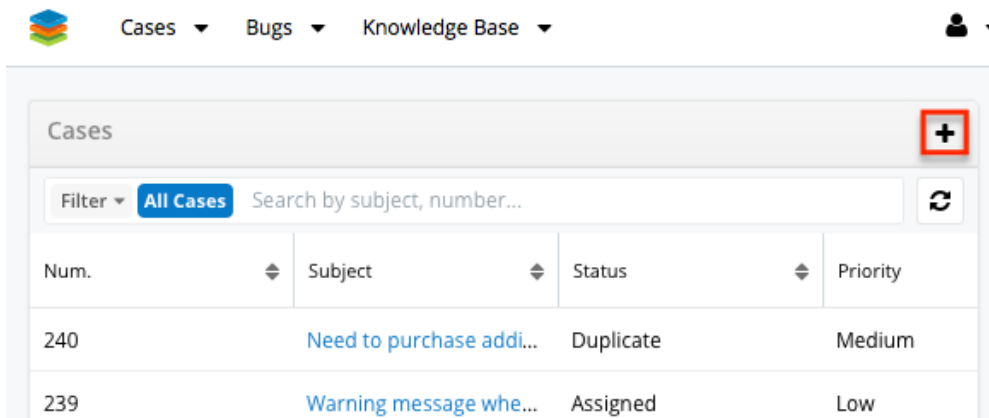 Cases Bugs Knowledge Base
Cases
Filter All Cases Search by subject, number...
Num. Subject Status Priority
240 Need to purchase addi... Duplicate Medium
239 Warning message whe... Assigned Low